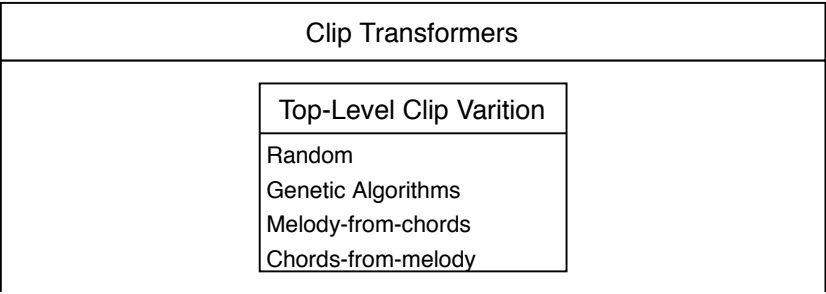 Clip Transformers
Top-Level Clip Varition
Random
Genetic Algorithms
Melody-from-chords
Chords-from-melody